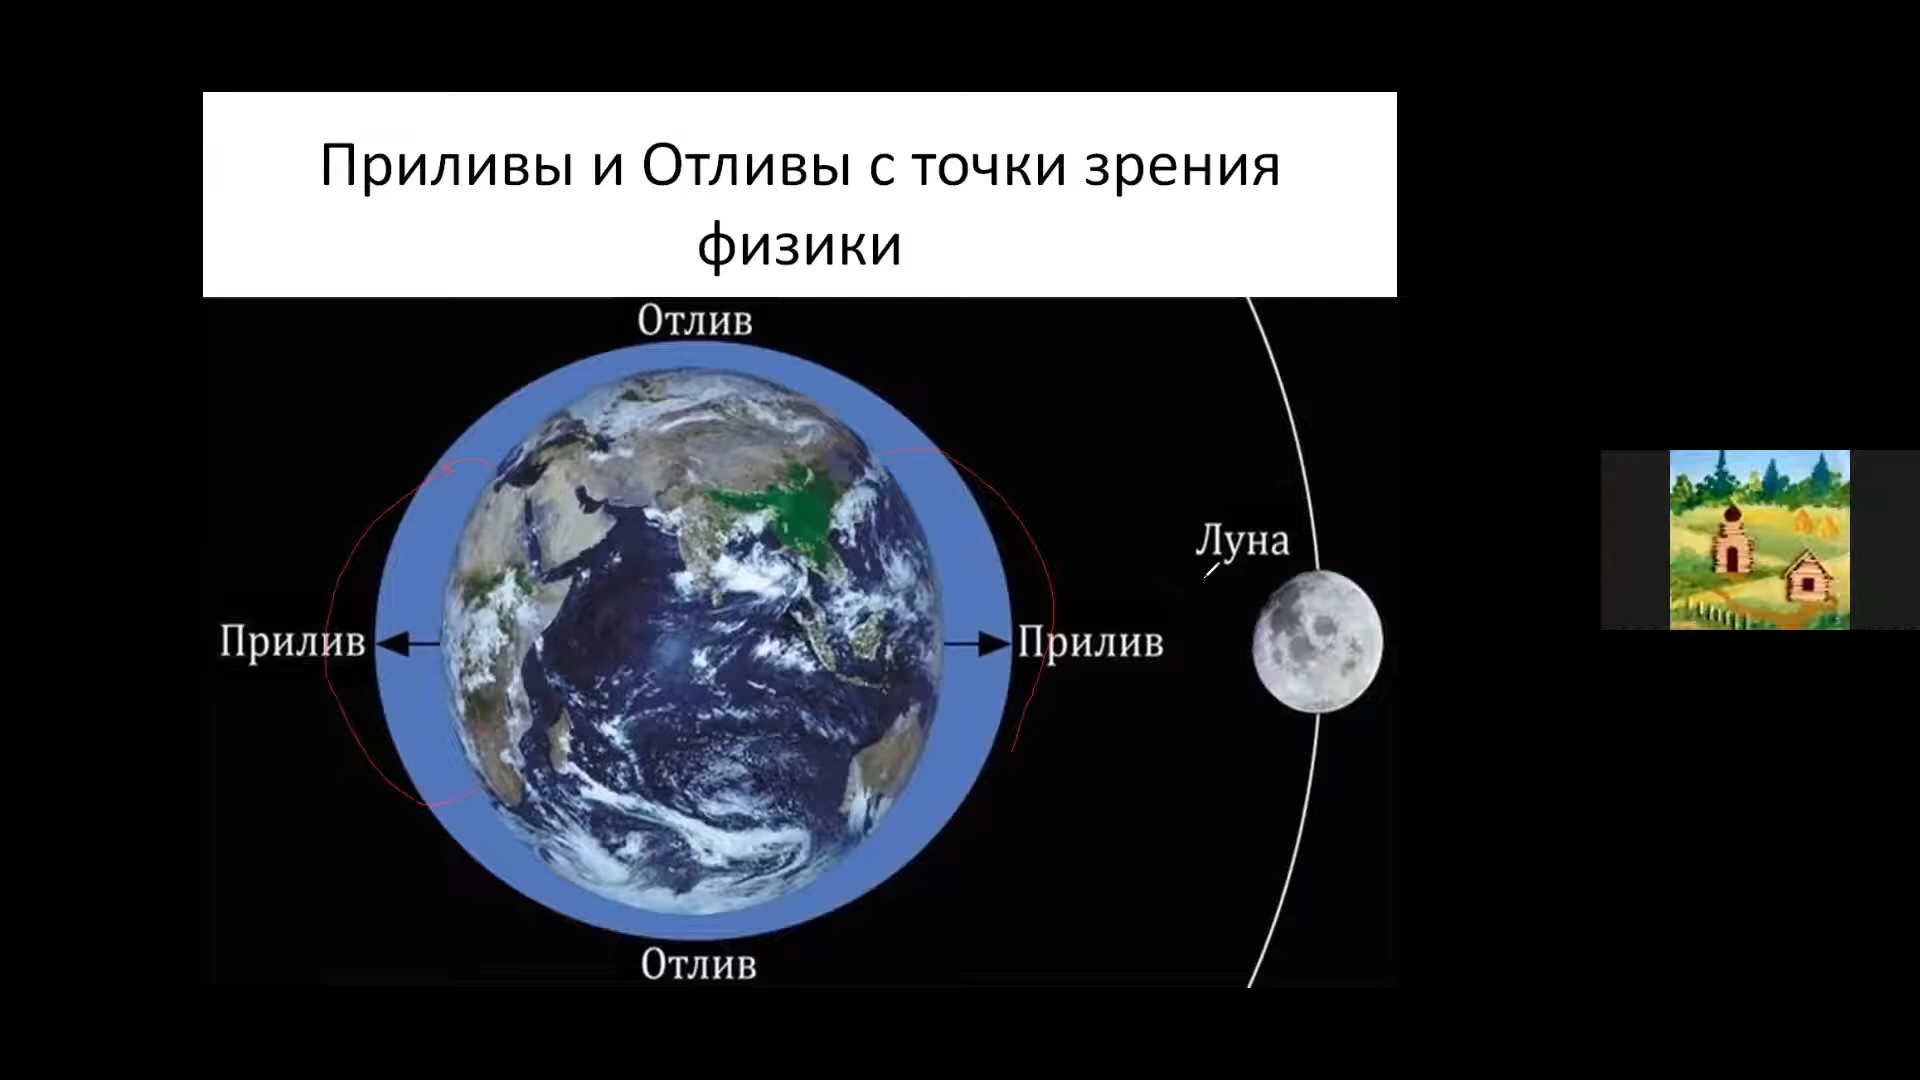 Приливы и Отливы с точки зрения
физики
Отлив
Луна
Прилив
Прилив
Отлив